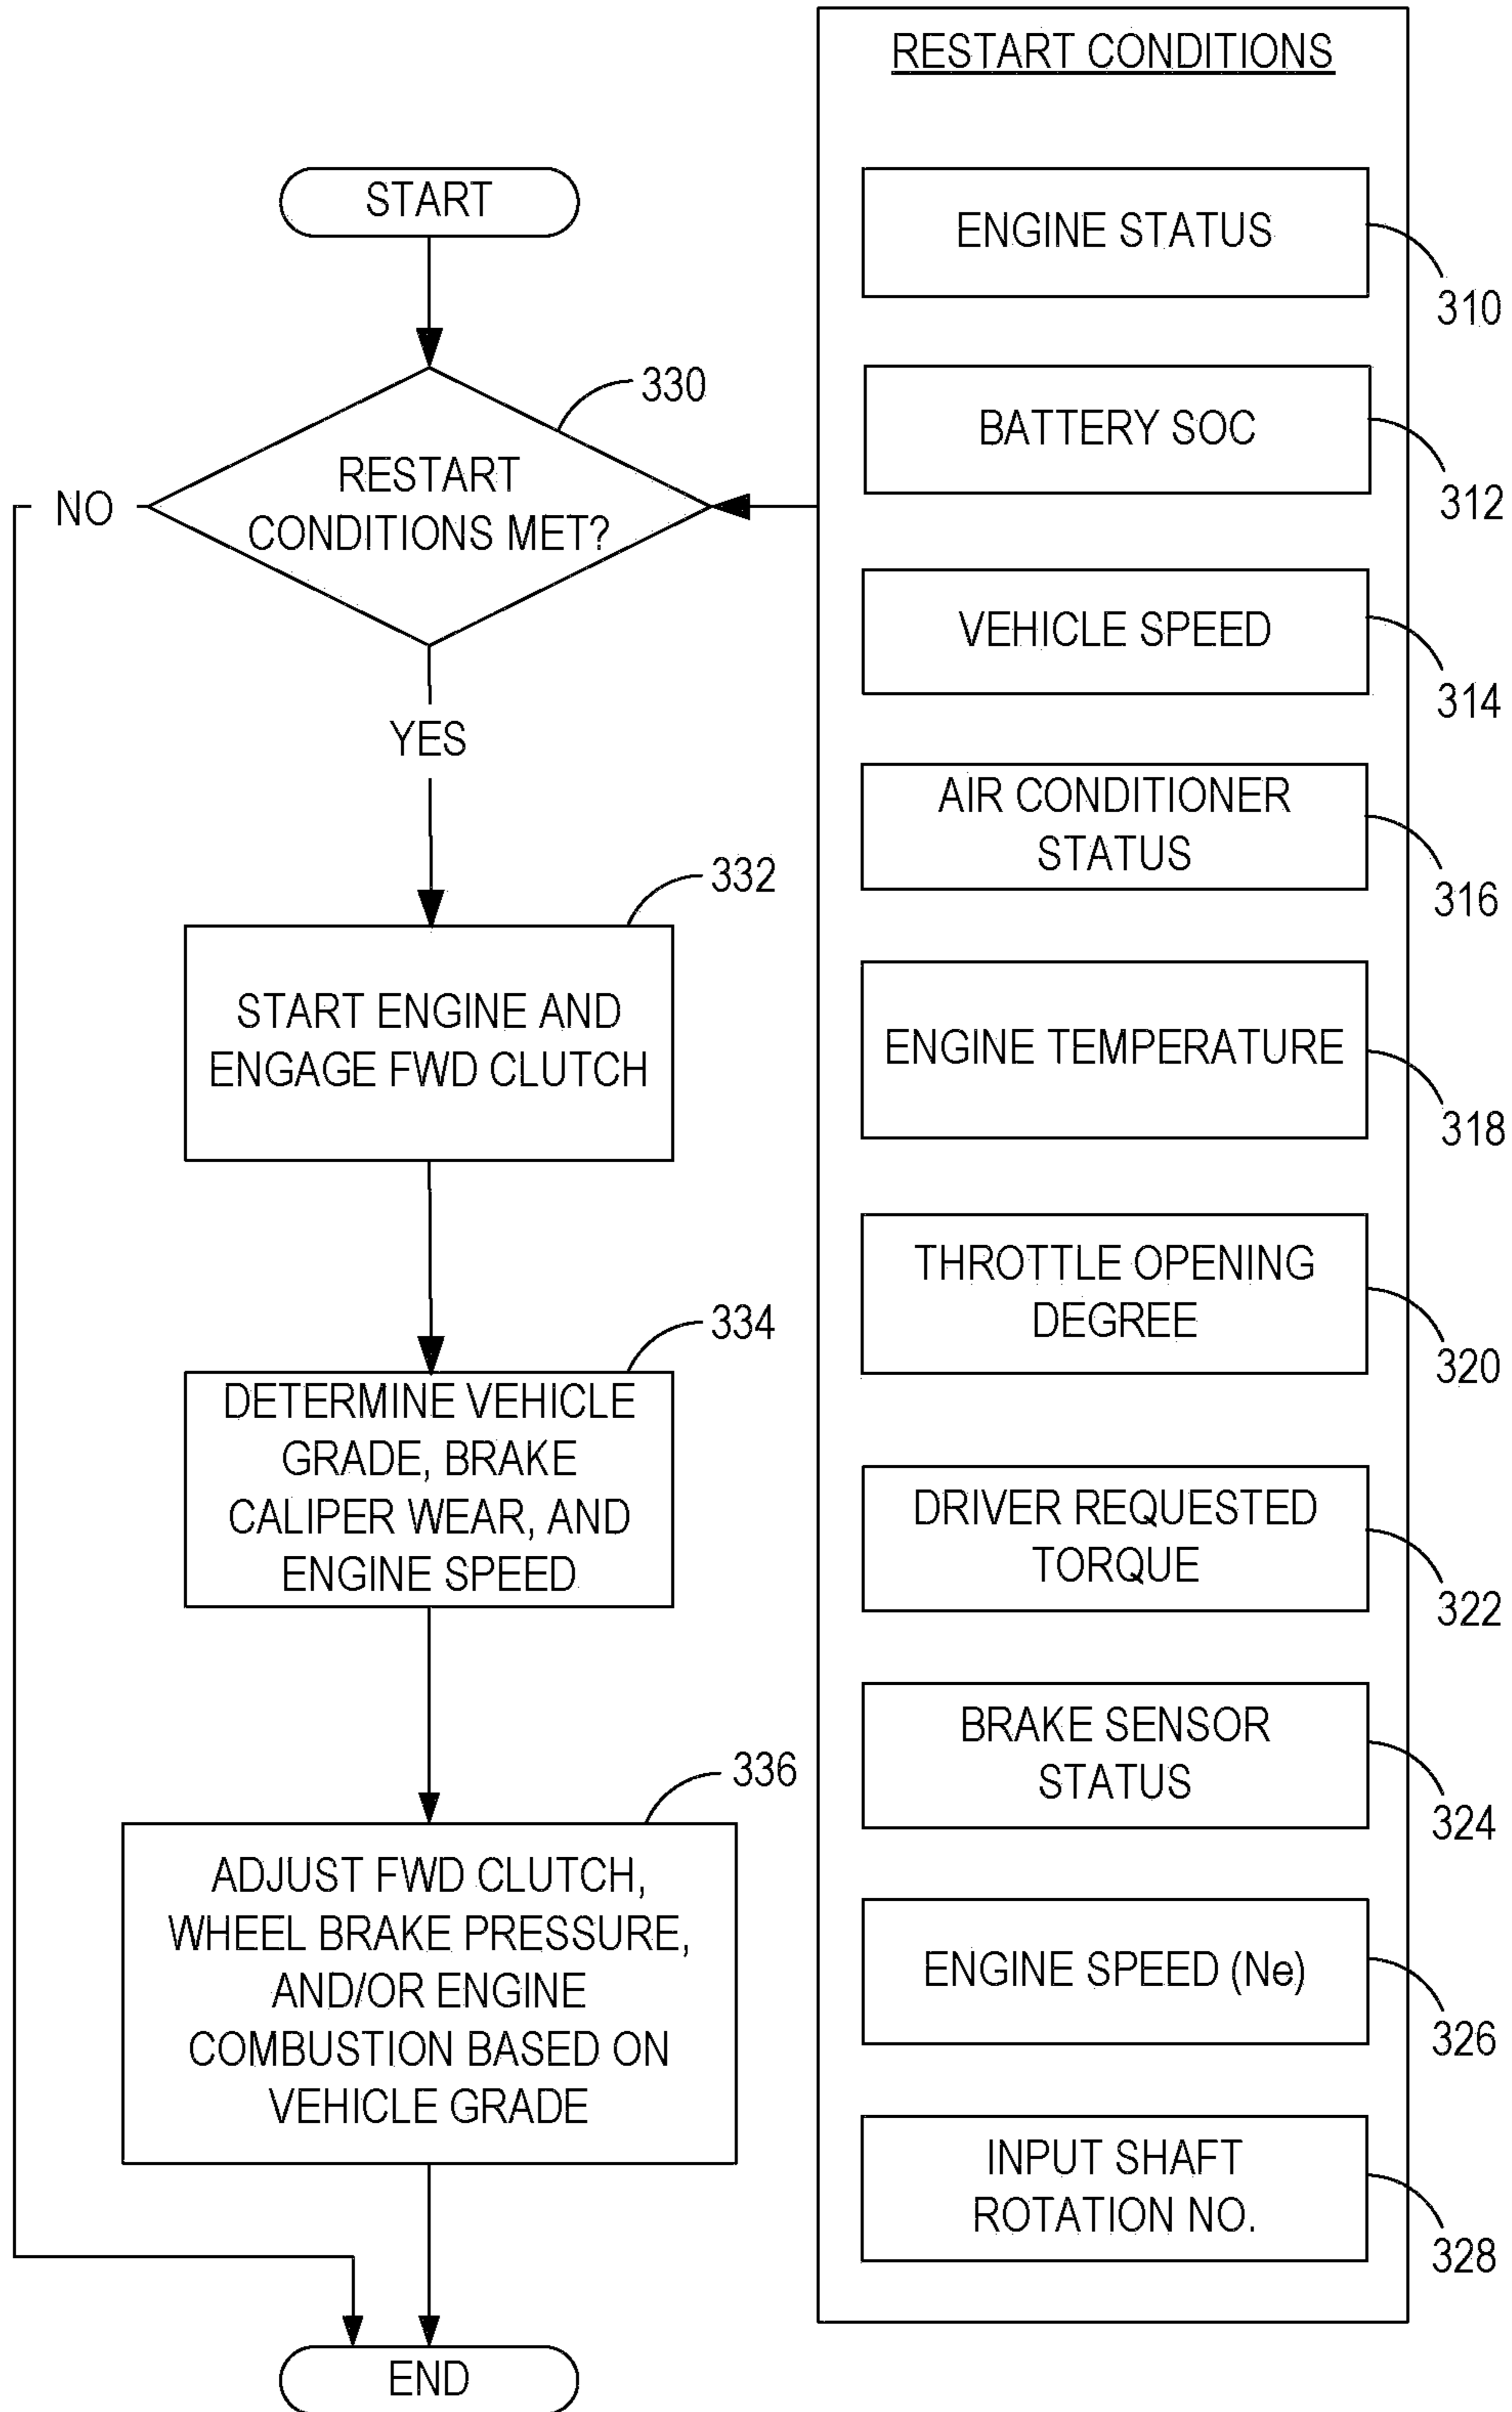 START
330
RESTART
CONDITIONS MET?
NO
YES
332
START ENGINE AND
ENGAGE FWD CLUTCH
334
DETERMINE VEHICLE
GRADE, BRAKE
CALIPER WEAR, AND
ENGINE SPEED
336
ADJUST FWD CLUTCH,
WHEEL BRAKE PRESSURE,
AND/OR ENGINE
COMBUSTION BASED ON
VEHICLE GRADE
END
RESTART CONDITIONS
ENGINE STATUS
310
BATTERY SOC
312
VEHICLE SPEED
314
AIR CONDITIONER
STATUS
316
ENGINE TEMPERATURE
318
THROTTLE OPENING
DEGREE
320
DRIVER REQUESTED
TORQUE
322
BRAKE SENSOR
STATUS
324
ENGINE SPEED (Ne)
326
INPUT SHAFT
ROTATION NO.
328